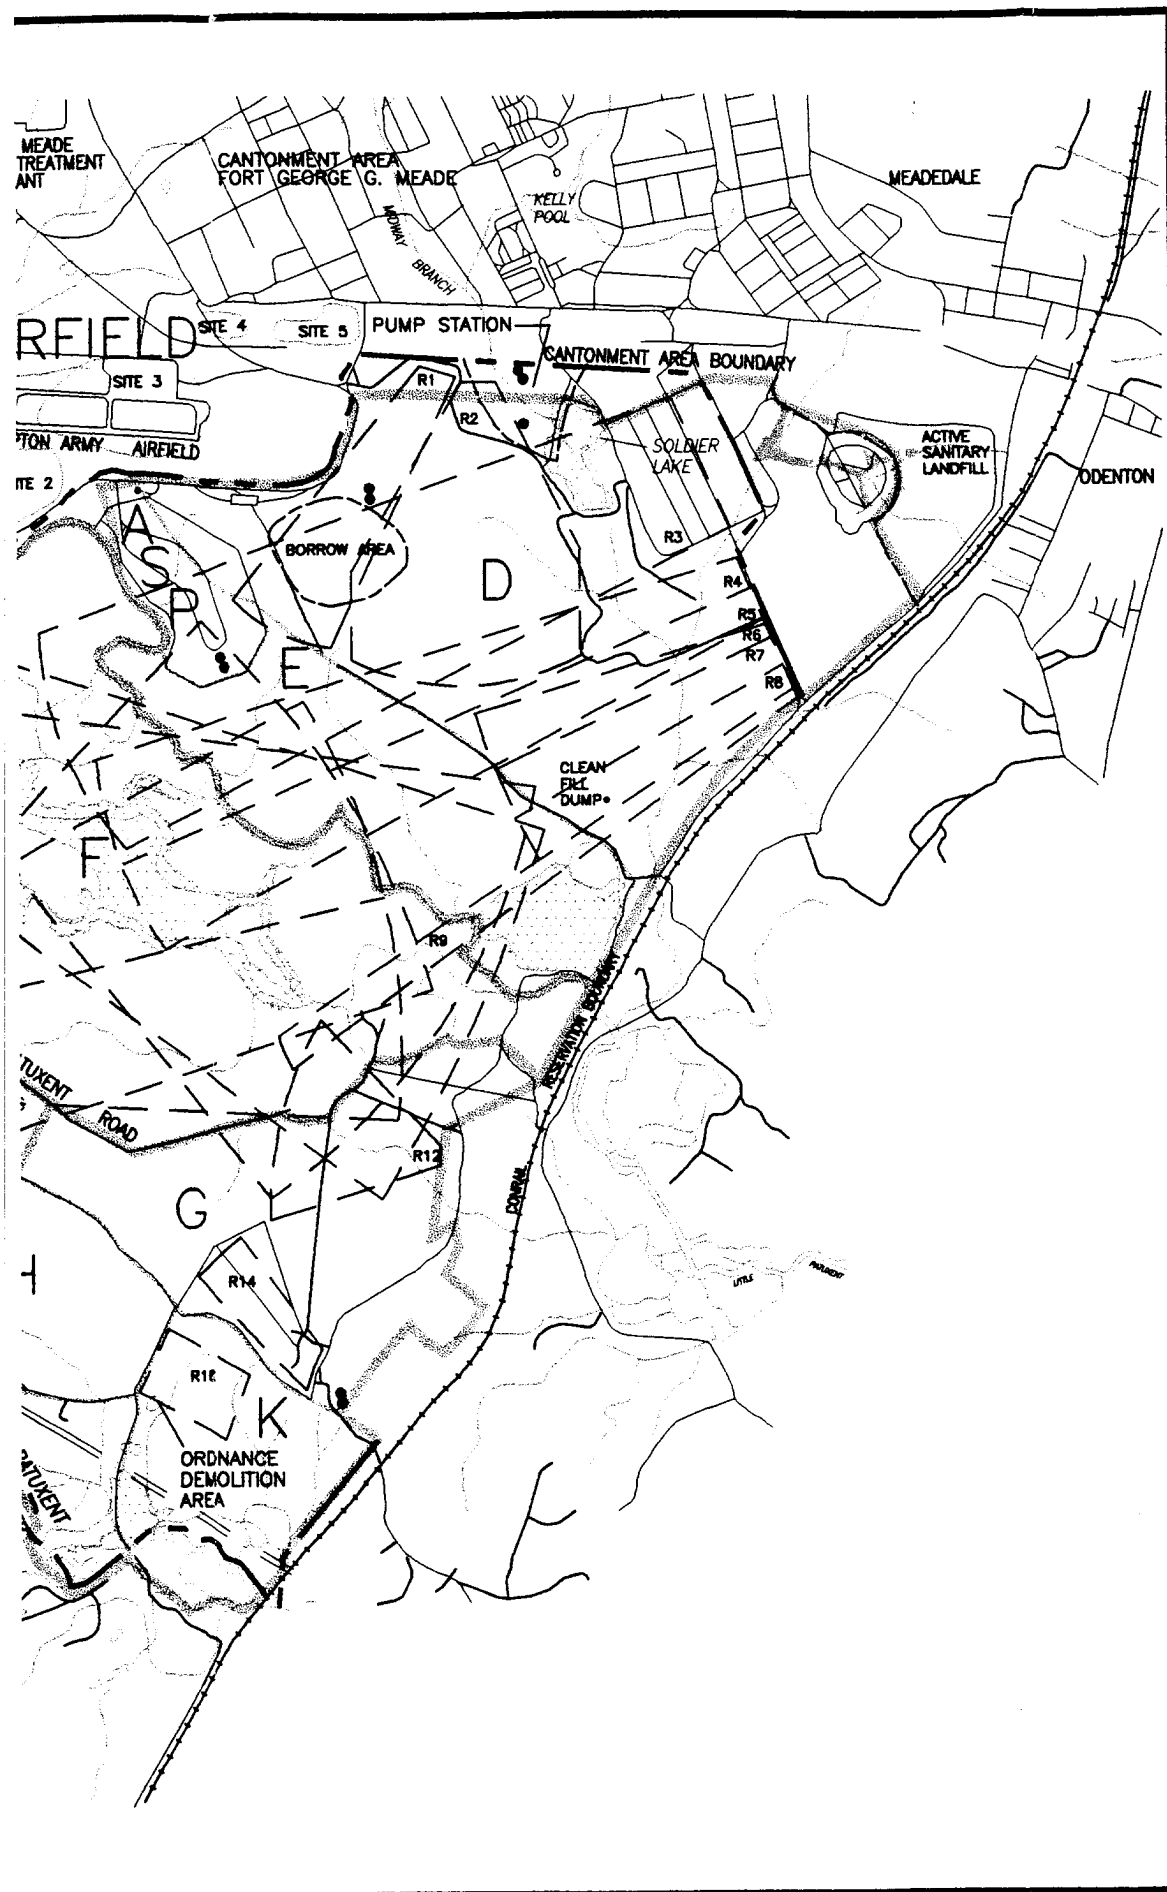 MEADE
TREATMENT
ANT
CANTONMENT AREA
FORT GEORGE G. MEADE
KELLY
POOL
MEADEDALE
MIDWAY
BRANCH
RFIELD
SITE 4
SITE 5
PUMP STATION
CANTONMENT AREA BOUNDARY
SITE 3
R1
R2
PTON ARMY AIRFIELD
SOLDIER
LAKE
ACTIVE
SANITARY
LANDFILL
ODENTON
ITE 2
A
S
P
BORROW AREA
D
R3
R4
R5
R6
R7
R8
E
CLEAN
FILL
DUMP
F
R9
RESERVATION BOUNDARY
TUXENT
ROAD
R12
CONRAIL
G
H
R14
LITTLE
PATUXENT
K
ORDNANCE
DEMOLITION
AREA
PATUXENT